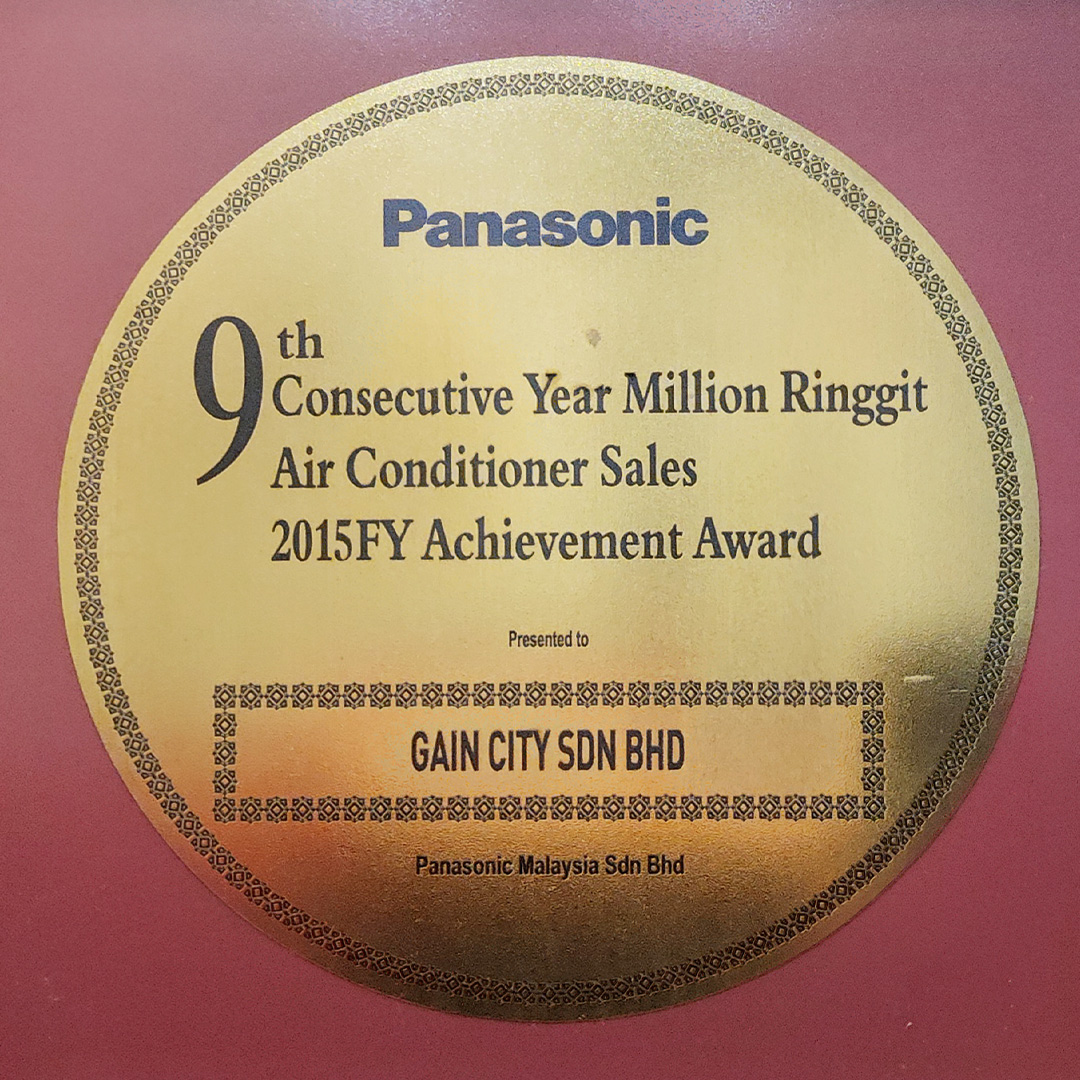 Panasonic
9th
Consecutive Year Million Ringgit
Air Conditioner Sales
2015FY Achievement Award
Presented to
GAIN CITY SDN BHD
Panasonic Malaysia Sdn Bhd